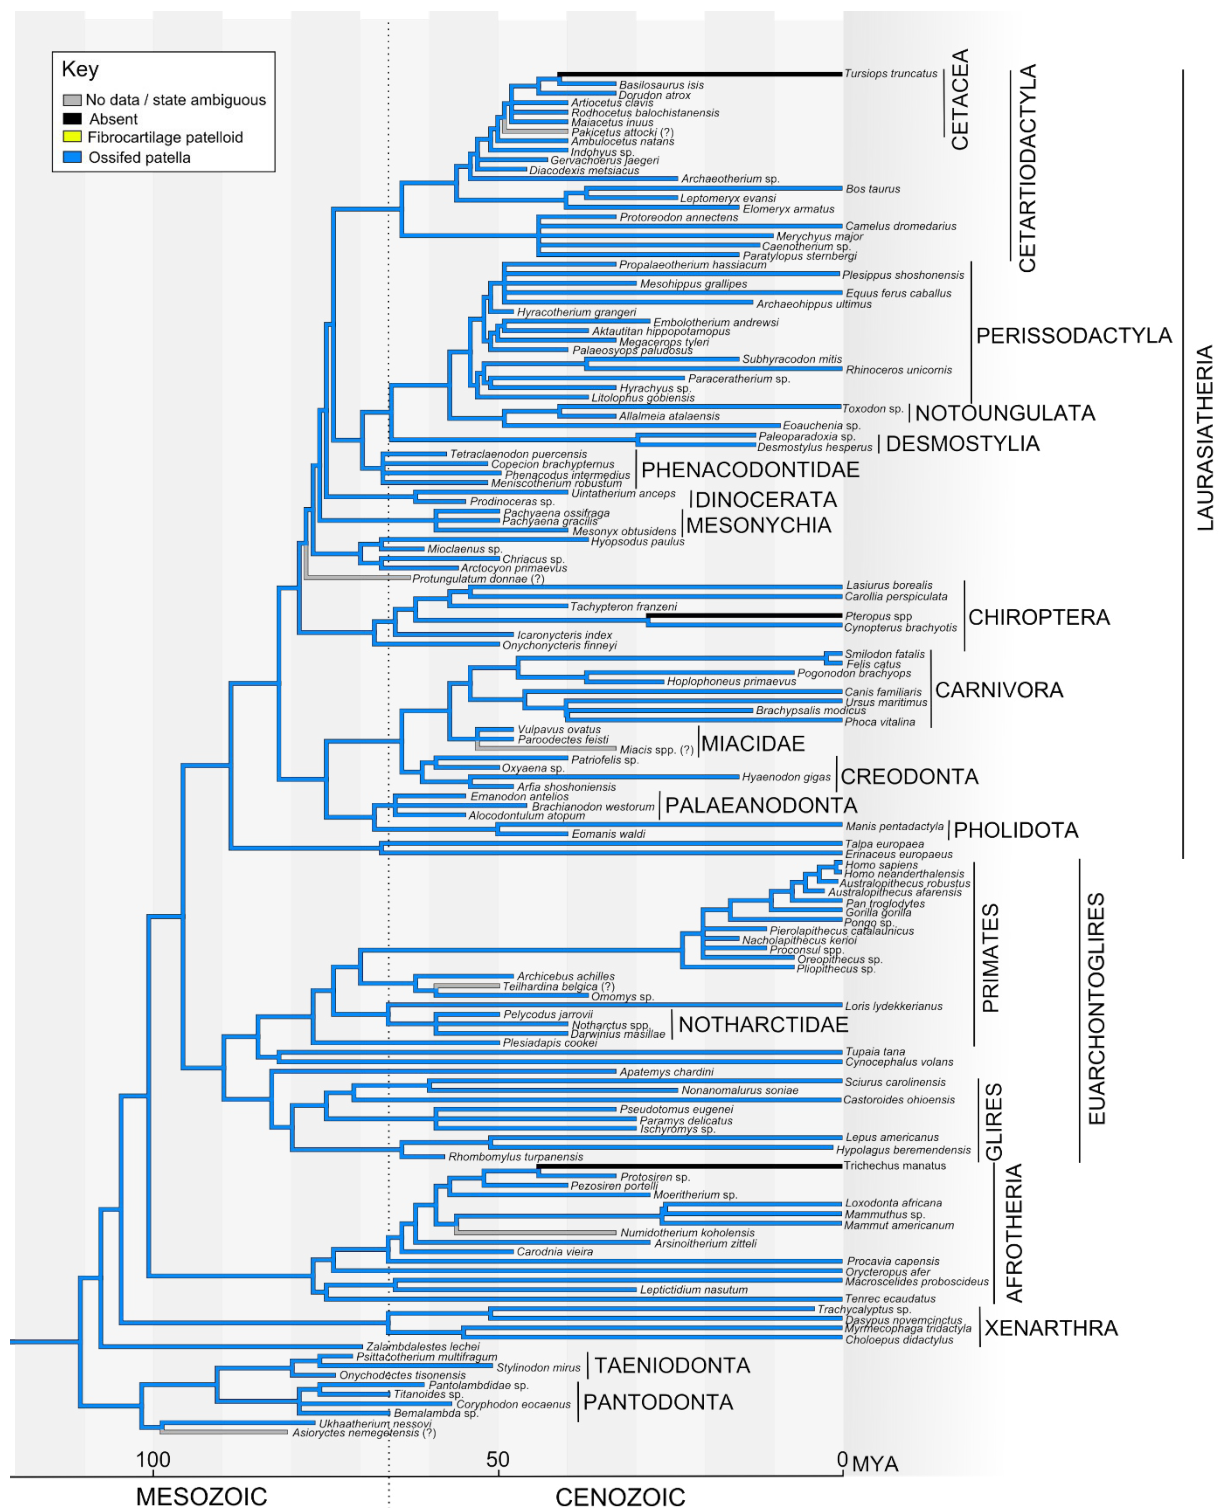 Key
No data / state ambiguous
Absent
Fibrocartilage patelloid
Ossifed patella
Tursiops truncatus
Basilosaurus isis
Dorudon atrox
Artiocetus clavis
Rodhocetus balochistanensis
Maiacetus inuus
Pakicetus attocki (?)
Ambulocetus natans
Indohyus sp.
Gervachoerus jaegeri
Diacodexis metsiacus
Archaeotherium sp.
Bos taurus
Leptomeryx evansi
Elomeryx armatus
Protoreodon annectens
Camelus dromedarius
Merychyus major
Caenotherium sp.
Paratylopus sternbergi
CETACEA
CETARTIODACTYLA
Propalaeotherium hassiacum
Plesippus shoshonensis
Mesohippus grallipes
Equus ferus caballus
Archaeohippus ultimus
Hyracotherium grangeri
Embolotherium andrewsi
Aktautitan hippopotamopus
Megacerops tyleri
Palaeosyops paludosus
Subhyracodon mitis
Rhinoceros unicornis
Paraceratherium sp.
Hyrachyus sp.
Litolophus gobiensis
PERISSODACTYLA
Toxodon sp.
Allalmeia atalaensis
Eoauchenia sp.
NOTOUNGULATA
Paleoparadoxia sp.
Desmostylus hesperus
DESMOSTYLIA
Tetraclaenodon puercensis
Copecion brachypternus
Phenacodus intermedius
Meniscotherium robustum
PHENACODONTIDAE
Uintatherium anceps
Prodinoceras sp.
DINOCERATA
Pachyaena ossifraga
Pachyaena gracilis
Mesonyx obtusidens
MESONYCHIA
Hyopsodus paulus
Mioclaenus sp.
Chriacus sp.
Arctocyon primaevus
Protungulatum donnae (?)
Lasiurus borealis
Carollia perspiculata
Tachypteron franzeni
Pteropus spp
Cynopterus brachyotis
Icaronycteris index
Onychonycteris finneyi
CHIROPTERA
Smilodon fatalis
Felis catus
Pogonodon brachyops
Hoplophoneus primaevus
Canis familiaris
Ursus maritimus
Brachypsalis modicus
Phoca vitalina
CARNIVORA
Vulpavus ovatus
Paroodectes feisti
Miacis spp. (?)
MIACIDAE
Patriofelis sp.
Oxyaena sp.
Hyaenodon gigas
Arfia shoshoniensis
CREODONTA
Ernanodon antelios
Brachianodon westorum
Alocodontulum atopum
PALAEANODONTA
Manis pentadactyla
Eomanis waldi
PHOLIDOTA
Talpa europaea
Erinaceus europaeus
LAURASIATHERIA
Homo sapiens
Homo neanderthalensis
Australopithecus robustus
Australopithecus afarensis
Pan troglodytes
Gorilla gorilla
Pongo sp.
Pierolapithecus catalaunicus
Nacholapithecus kerioi
Proconsul spp.
Oreopithecus sp.
Pliopithecus sp.
Archicebus achilles
Teilhardina belgica (?)
Omomys sp.
Loris lydekkerianus
Pelycodus jarrovii
Notharctus spp.
Darwinius masillae
NOTHARCTIDAE
Plesiadapis cookei
PRIMATES
Tupaia tana
Cynocephalus volans
Apatemys chardini
Sciurus carolinensis
Nonanomalurus soniae
Castoroides ohioensis
Pseudotomus eugenei
Paramys delicatus
Ischyromys sp.
Lepus americanus
Hypolagus beremendensis
Rhombomylus turpanensis
GLIRES
EUARCHONTOGLIRES
Trichechus manatus
Protosiren sp.
Pezosiren portelli
Moeritherium sp.
Loxodonta africana
Mammuthus sp.
Mammut americanum
Numidotherium koholensis
Arsinoitherium zitteli
Carodnia vieira
Procavia capensis
Orycteropus afer
Macroscelides proboscideus
Leptictidium nasutum
Tenrec ecaudatus
AFROTHERIA
Trachycalyptus sp.
Dasypus novemcinctus
Myrmecophaga tridactyla
Choloepus didactylus
XENARTHRA
Zalambdalestes lechei
Psittacotherium multifragum
Stylinodon mirus
Onychodectes tisonensis
TAENIODONTA
Pantolambdidae sp.
Titanoides sp.
Coryphodon eocaenus
Bemalambda sp.
PANTODONTA
Ukhaatherium nessovi
Asioryctes nemegetensis (?)
100 50 0 MYA
MESOZOIC CENOZOIC